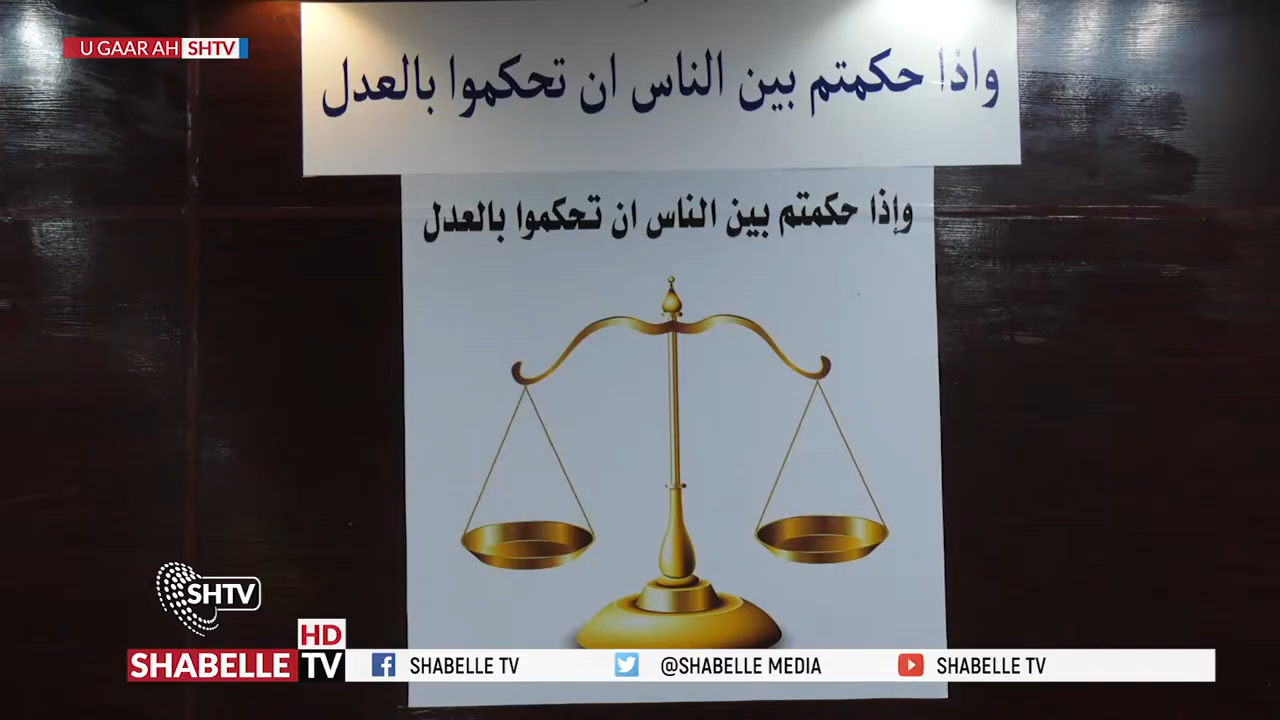 U GAAR AH SHTV
واذا حكمتم بين الناس ان تحكموا بالعدل
وإذا حكمتم بين الناس ان تحكموا بالعدل
SHTV
HD
SHABELLE TV
SHABELLE TV
@SHABELLE MEDIA
SHABELLE TV